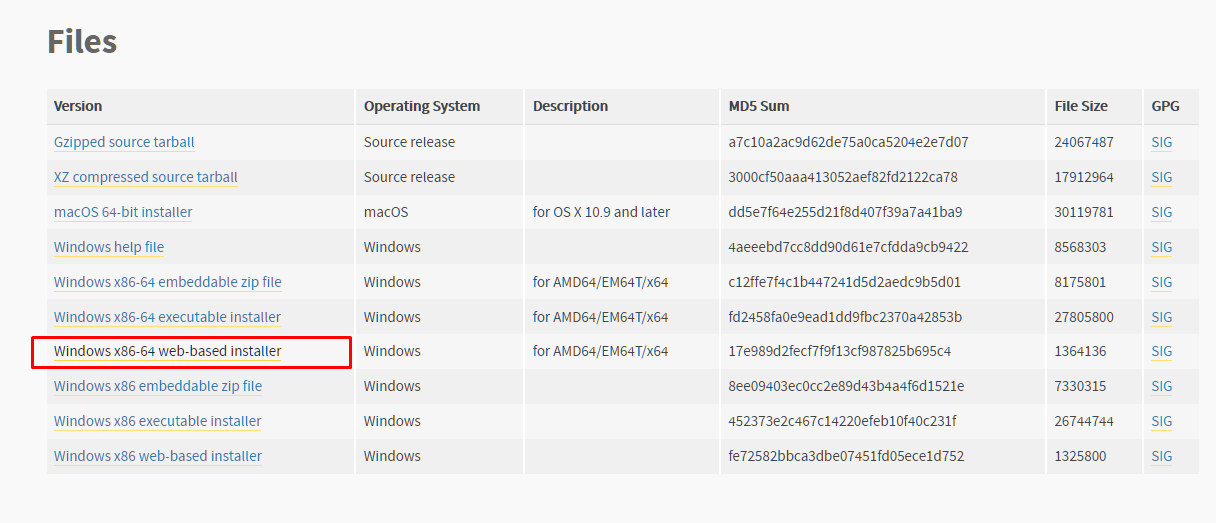 Files
Version Operating System Description MD5 Sum File Size GPG
Gzipped source tarball Source release a7c10a2ac9d62de75a0ca5204e2e7d07 24067487 SIG
XZ compressed source tarball Source release 3000cf50aaa413052aef82fd2122ca78 17912964 SIG
macOS 64-bit installer macOS for OS X 10.9 and later dd5e7f64e255d21f8d407f39a7a41ba9 30119781 SIG
Windows help file Windows 4aeeebd7cc8dd90d61e7cfdda9cb9422 8568303 SIG
Windows x86-64 embeddable zip file Windows for AMD64/EM64T/x64 c12ffe7f4c1b447241d5d2aedc9b5d01 8175801 SIG
Windows x86-64 executable installer Windows for AMD64/EM64T/x64 fd2458fa0e9ead1dd9fbc2370a42853b 27805800 SIG
Windows x86-64 web-based installer Windows for AMD64/EM64T/x64 17e989d2fecf7f9f13cf987825b695c4 1364136 SIG
Windows x86 embeddable zip file Windows 8ee09403ec0cc2e89d43b4a4f6d1521e 7330315 SIG
Windows x86 executable installer Windows 452373e2c467c14220efeb10f40c231f 26744744 SIG
Windows x86 web-based installer Windows fe72582bbca3dbe07451fd05ece1d752 1325800 SIG